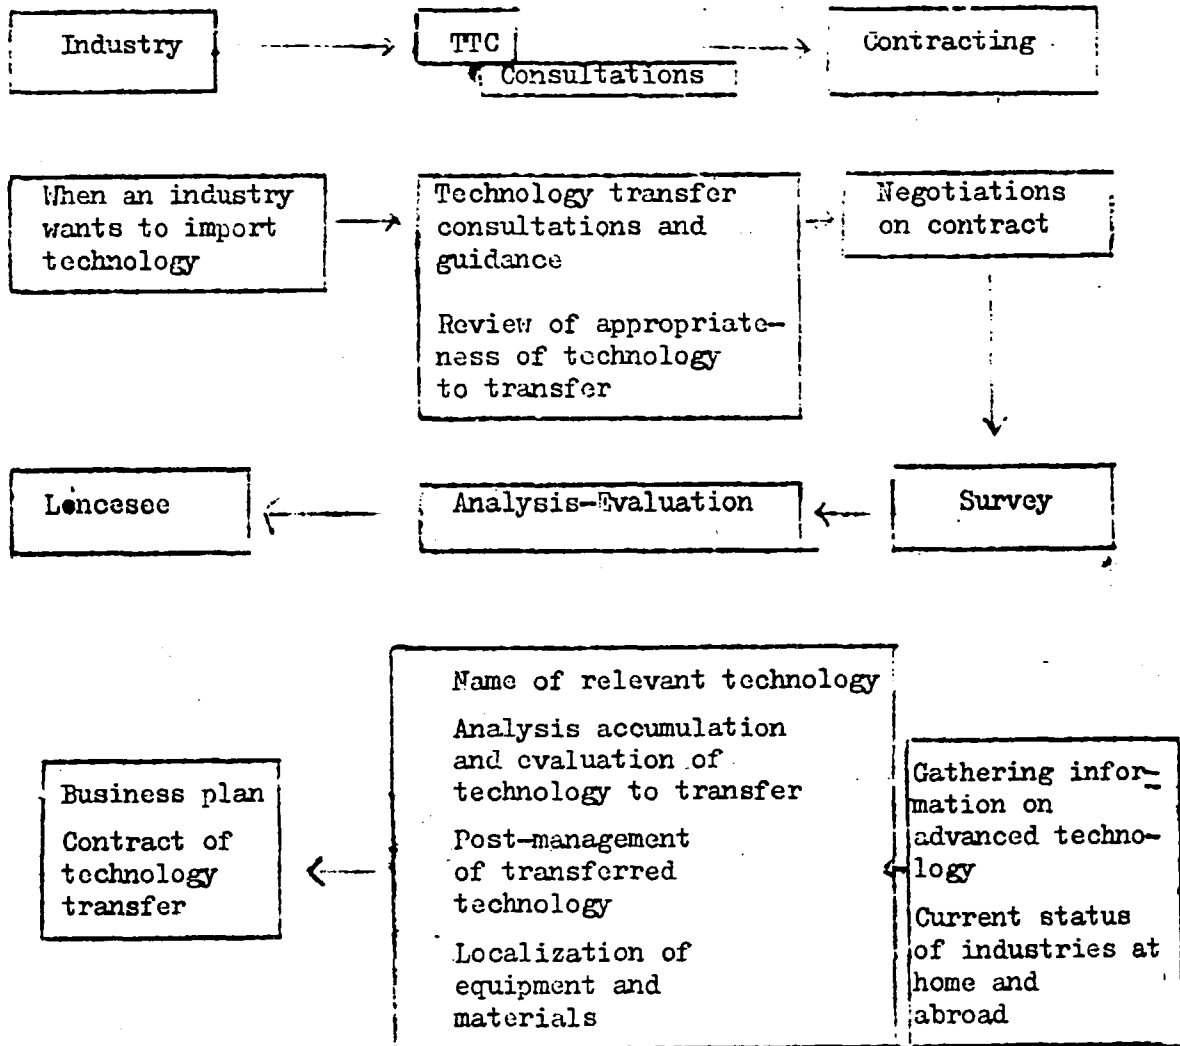 Industry
TTC
Consultations
Contracting
When an industry
wants to import
technology
Technology transfer
consultations and
guidance
Review of appropriate-
ness of technology
to transfer
Negotiations
on contract
Loncesee
Analysis-Evaluation
Survey
Business plan
Contract of
technology
transfer
Name of relevant technology
Analysis accumulation
and evaluation of
technology to transfer
Post-management
of transferred
technology
Localization of
equipment and
materials
Gathering infor-
mation on
advanced techno-
logy
Current status
of industries at
home and
abroad